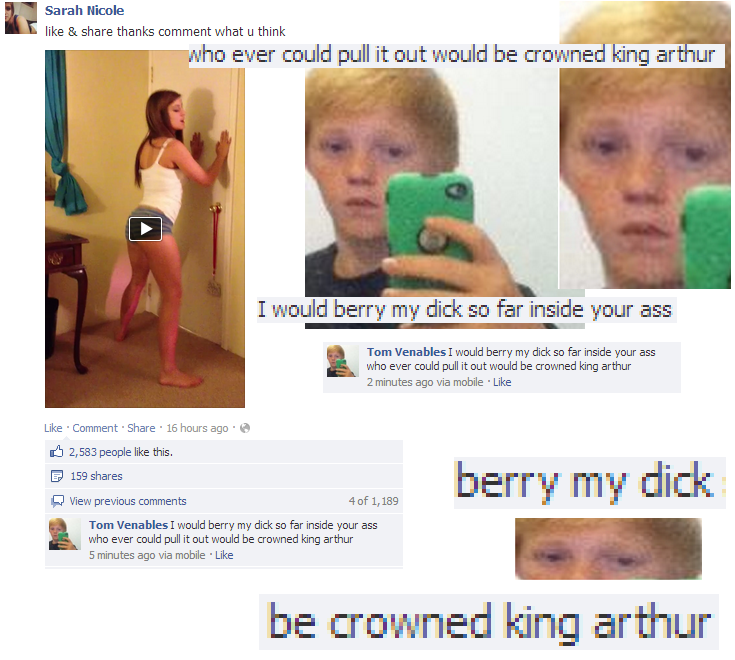 Sarah Nicole
like & share thanks comment what u think
who ever could pull it out would be crowned king arthur
I would berry my dick so far inside your ass
Tom Venables I would berry my dick so far inside your ass
who ever could pull it out would be crowned king arthur
2 minutes ago via mobile · Like
Like · Comment · Share · 16 hours ago ·
2,583 people like this.
159 shares
View previous comments 4 of 1,189
Tom Venables I would berry my dick so far inside your ass
who ever could pull it out would be crowned king arthur
5 minutes ago via mobile · Like
berry my dick
be crowned king arthur